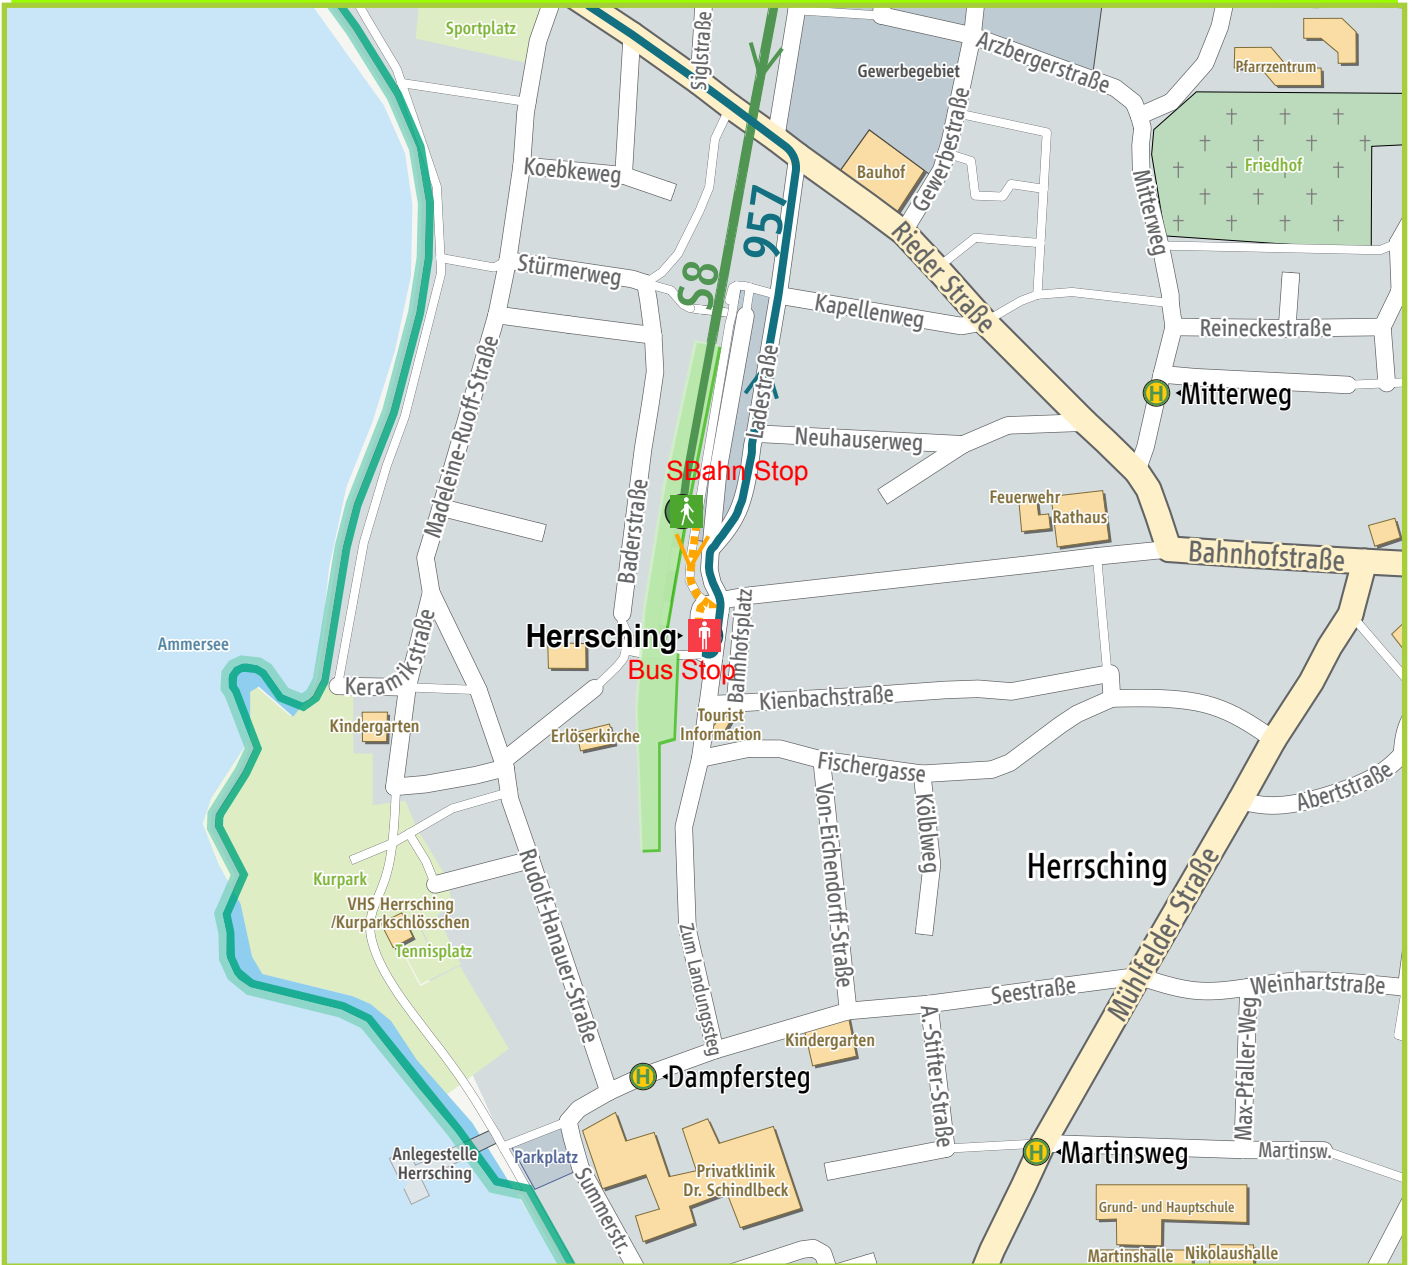 Sportplatz
Siglstraße
Gewerbegebiet
Arzbergerstraße
Pfarrzentrum
Koebkeweg
Bauhof
Gewerbestraße
Friedhof
Mitterweg
957
S8
Stürmerweg
Rieder Straße
Kapellenweg
Reineckestraße
Madeleine-Ruoff-Straße
Ladestraße
H
Mitterweg
Neuhauserweg
SBahn Stop
Baderstraße
Feuerwehr
Rathaus
Bahnhofstraße
Bahnhofsplatz
Ammersee
Herrsching
Bus Stop
Keramikstraße
Kienbachstraße
Kindergarten
Erlöserkirche
Tourist
Information
Fischergasse
Abertstraße
Von-Eichendorff-Straße
Kölblweg
Herrsching
Kurpark
VHS Herrsching
/Kurparkschlösschen
Tennisplatz
Rudolf-Hanauer-Straße
Zum Landungssteg
Mühlfelder Straße
Seestraße
Weinhartstraße
Kindergarten
A.-Stifter-Straße
Max-Pfaller-Weg
H
Dampfersteg
Anlegestelle
Herrsching
Parkplatz
Summerstr.
Privatklinik
Dr. Schindlbeck
H
Martinsweg
Martinsw.
Grund- und Hauptschule
Martinshalle
Nikolaushalle